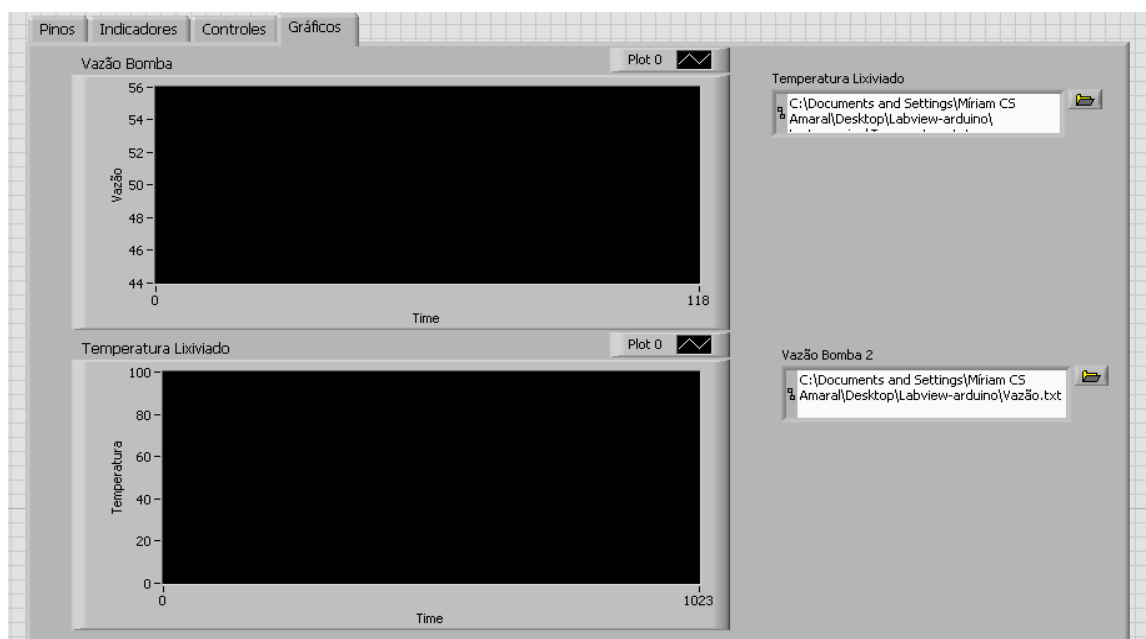 Pinos
Indicadores
Controles
Gráficos
Vazão Bomba
Plot 0
56
54
52
50
48
46
44
Vazão
0
118
Time
Temperatura Lixiviado
C:\Documents and Settings\Míriam CS
Amaral\Desktop\Labview-arduino\
Temperatura Lixiviado
Plot 0
100
80
60
40
20
0
Temperatura
0
1023
Time
Vazão Bomba 2
C:\Documents and Settings\Míriam CS
Amaral\Desktop\Labview-arduino\Vazão.txt